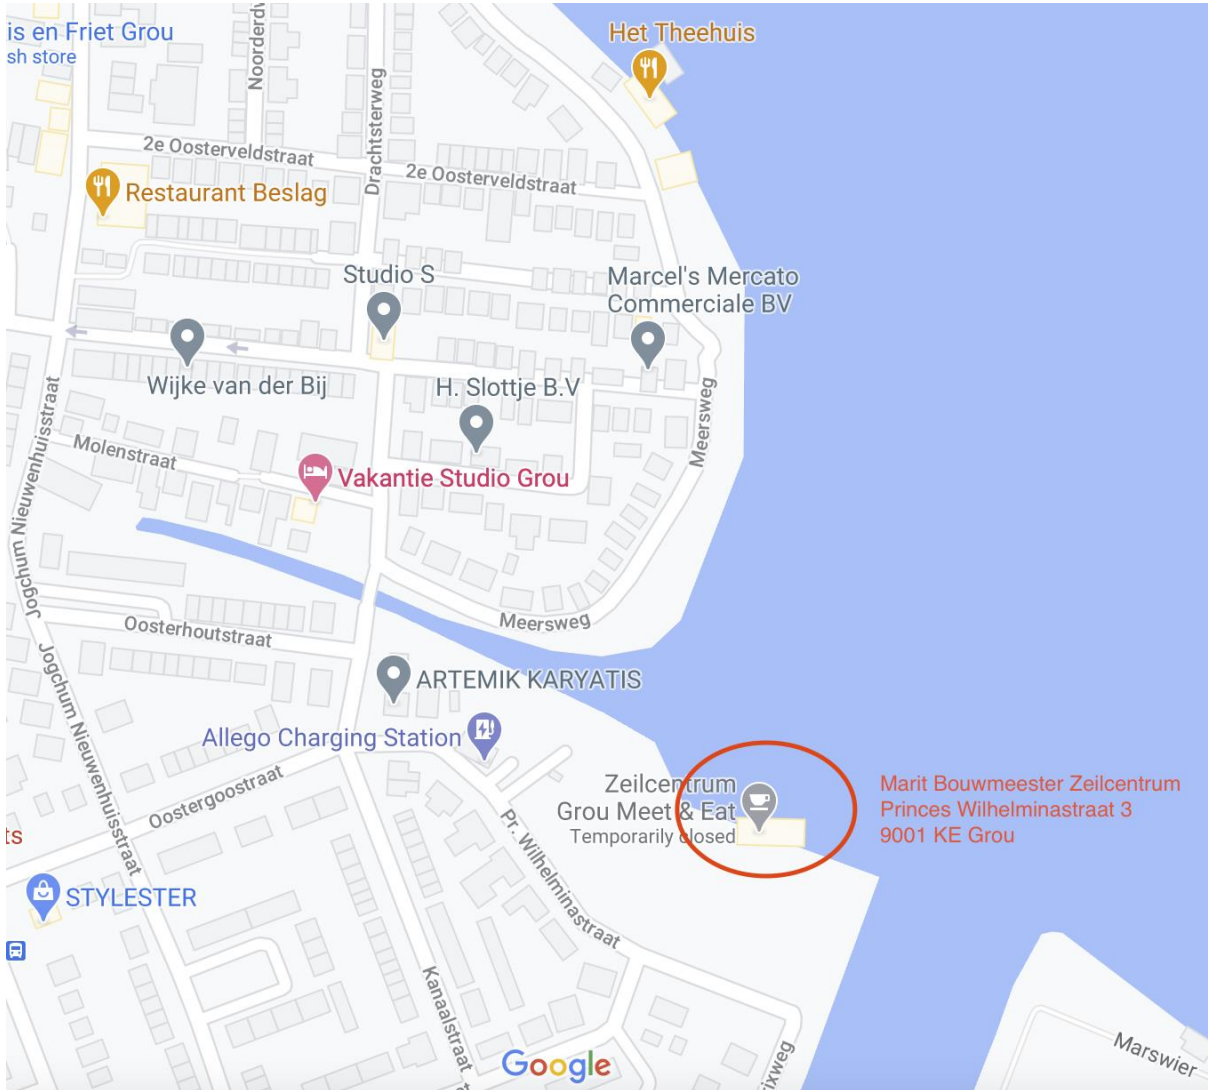 is en Friet Grou
sh store
Noorderdv
Drachtsterweg
Het Theehuis
2e Oosterveldstraat
2e Oosterveldstraat
Restaurant Beslag
Studio S
Marcel's Mercato
Commerciale BV
Wijke van der Bij
H. Slottje B.V
Meersweg
Jogchum Nieuwenhuisstraat
Molenstraat
Vakantie Studio Grou
Meersweg
Oosterhoutstraat
Jogchum Nieuwenhuisstraat
ARTEMIK KARYATIS
Allego Charging Station
Oostergoostraat
Zeilcentrum
Grou Meet & Eat
Temporarily closed
Marit Bouwmeester Zeilcentrum
Princes Wilhelminastraat 3
9001 KE Grou
ts
Pr. Wilhelminastraat
STYLESTER
Kanaalstraat
Google
ixweg
Marswier